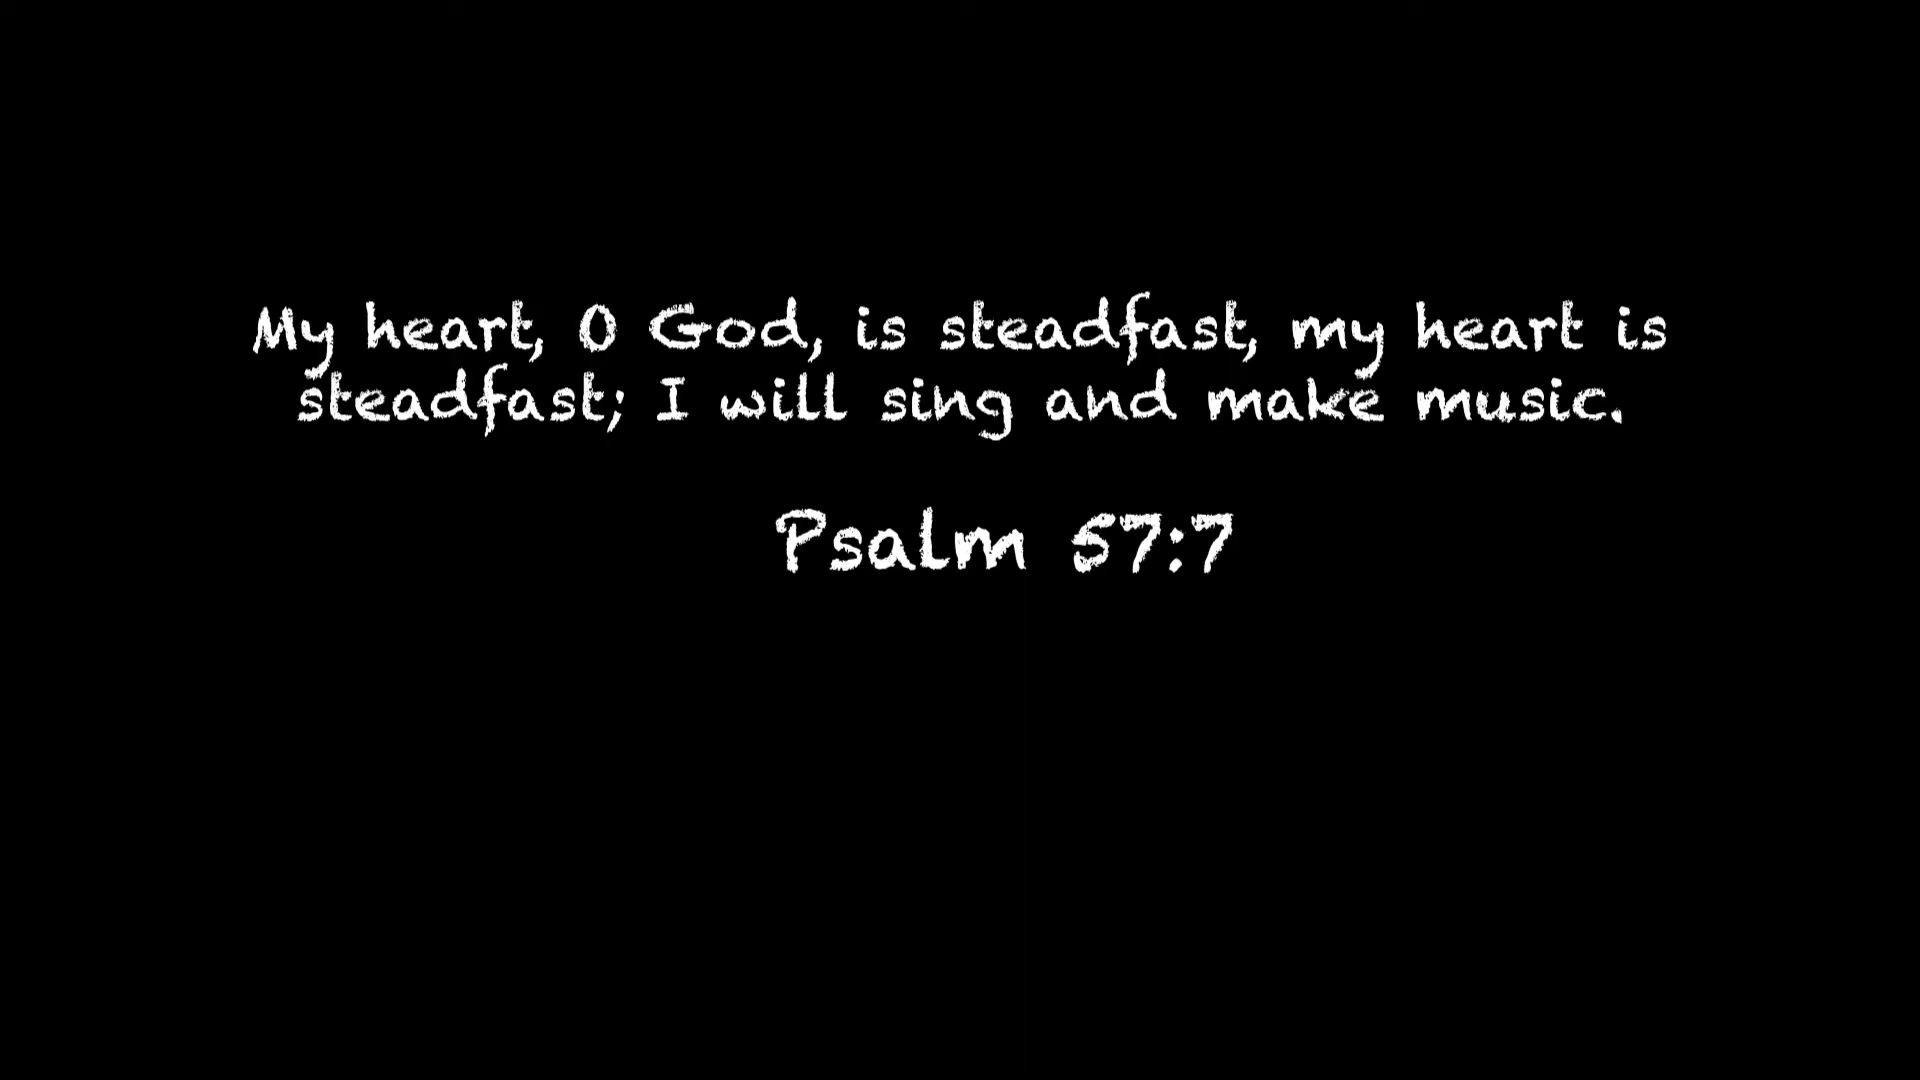 My heart, O God, is steadfast, my heart is
steadfast; I will sing and make music.
Psalm 57:7